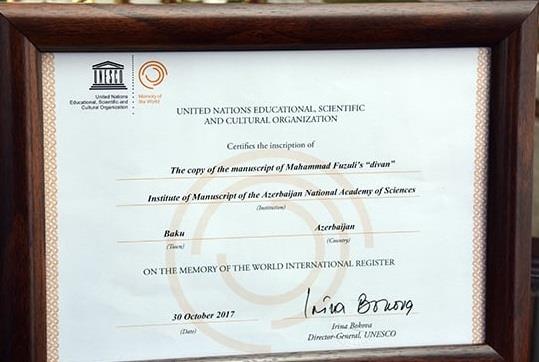 UNESCO
United Nations
Educational, Scientific and
Cultural Organization
Memory of
the World
UNITED NATIONS EDUCATIONAL, SCIENTIFIC
AND CULTURAL ORGANIZATION
Certifies the inscription of
The copy of the manuscript of Mahammad Fuzuli's "divan"
Institute of Manuscript of the Azerbaijan National Academy of Sciences
(Institution)
Baku Azerbaijan
(Town) (Country)
ON THE MEMORY OF THE WORLD INTERNATIONAL REGISTER
30 October 2017 Irina Bokova
(Date) Irina Bokova
Director-General, UNESCO